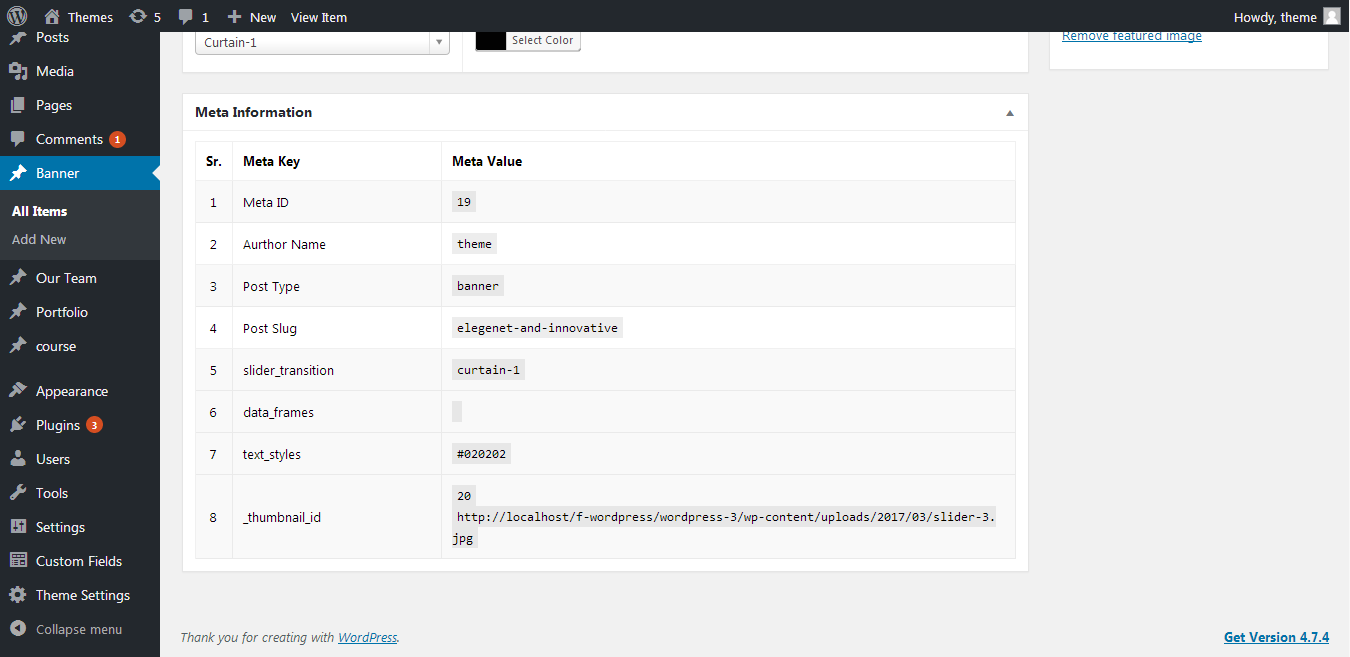 Themes 5 1 New View Item Howdy, theme
Posts
Media
Pages
Comments 1
Banner
All Items
Add New
Our Team
Portfolio
course
Appearance
Plugins 3
Users
Tools
Settings
Custom Fields
Theme Settings
Collapse menu
Curtain-1 Select Color
Remove featured image
Meta Information
Sr. Meta Key Meta Value
1 Meta ID 19
2 Aurthor Name theme
3 Post Type banner
4 Post Slug elegenet-and-innovative
5 slider_transition curtain-1
6 data_frames
7 text_styles #020202
8 _thumbnail_id 20
http://localhost/f-wordpress/wordpress-3/wp-content/uploads/2017/03/slider-3.
jpg
Thank you for creating with WordPress. Get Version 4.7.4